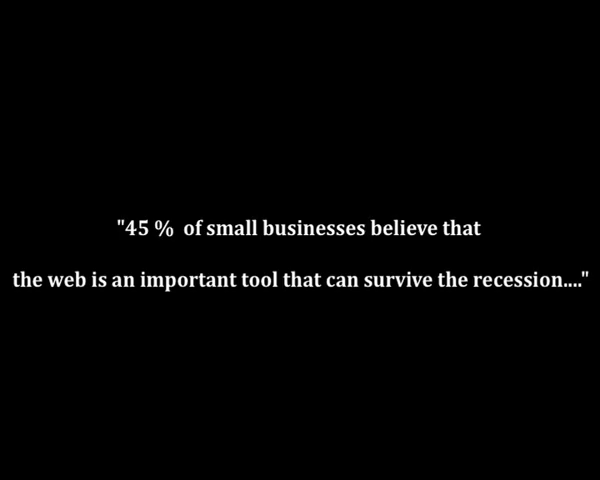 "45 %  of small businesses believe that
the web is an important tool that can survive the recession...."